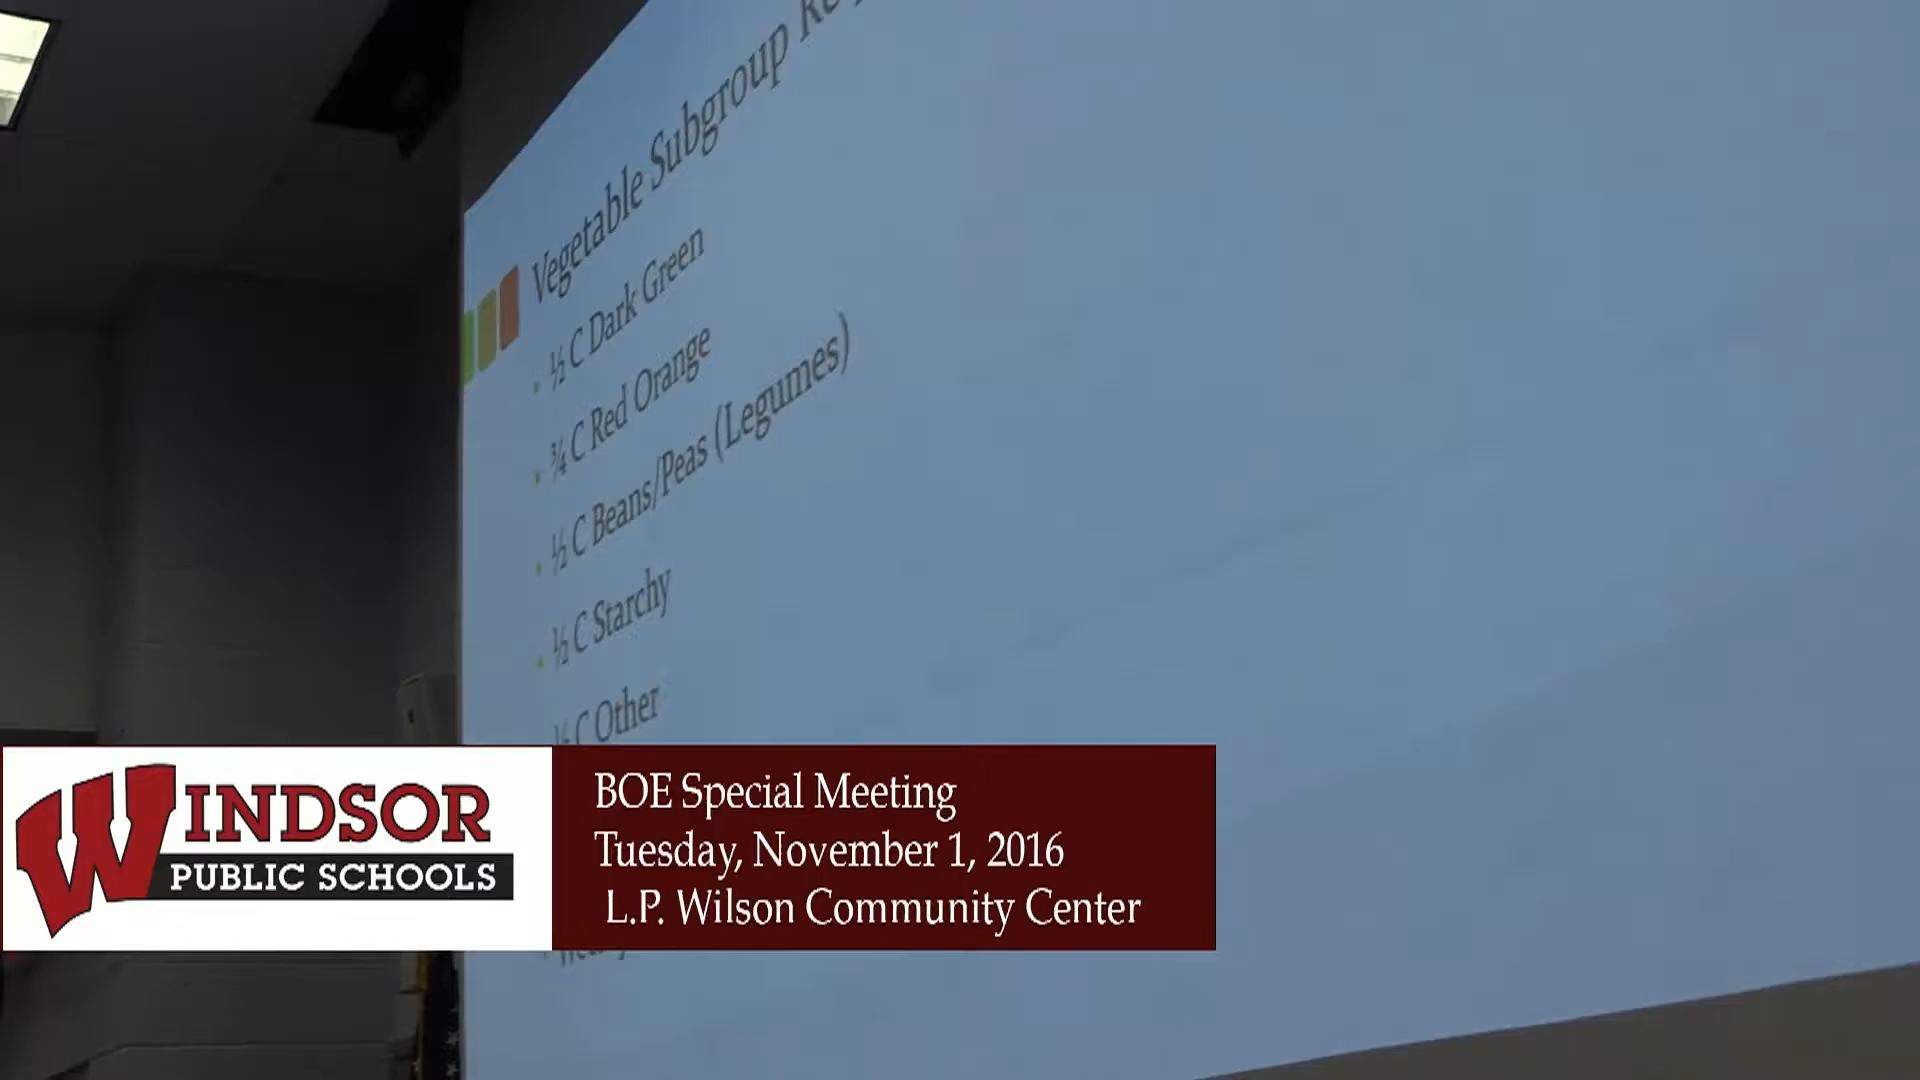 Vegetable Subgroup
½ C Dark Green
¾ C Red Orange
½ C Beans/Peas (Legumes)
½ C Starchy
C Other
WINDSOR
PUBLIC SCHOOLS
BOE Special Meeting
Tuesday, November 1, 2016
L.P. Wilson Community Center